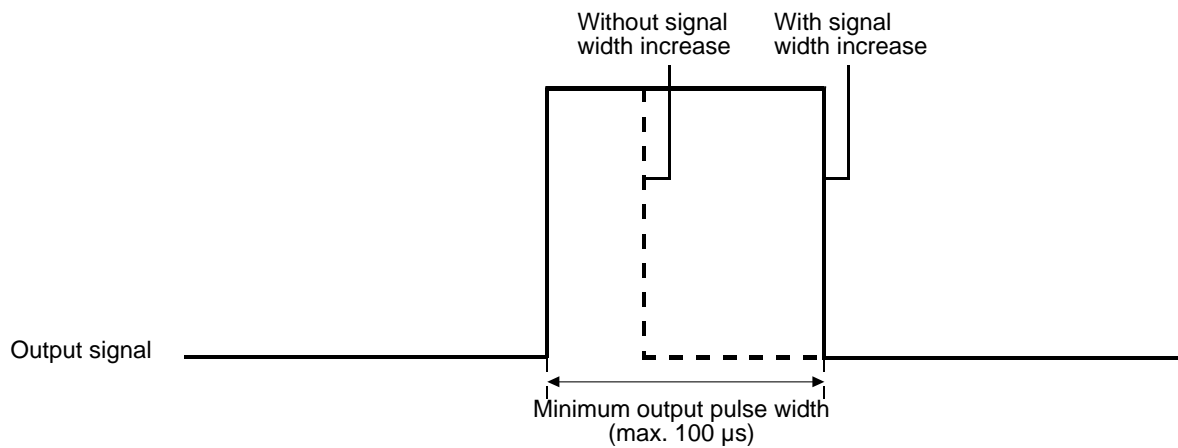 Without signal
width increase
With signal
width increase
Output signal
Minimum output pulse width
(max. 100 µs)